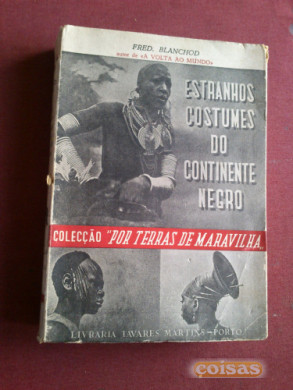 FRED. BLANCHOD
autor de «A VOLTA AO MUNDO»
ESTRANHOS
COSTUMES
DO
CONTINENTE
NEGRO
COLECÇÃO "POR TERRAS DE MARAVILHA„
LIVRARIA TAVARES MARTINS-PORTO
coisas